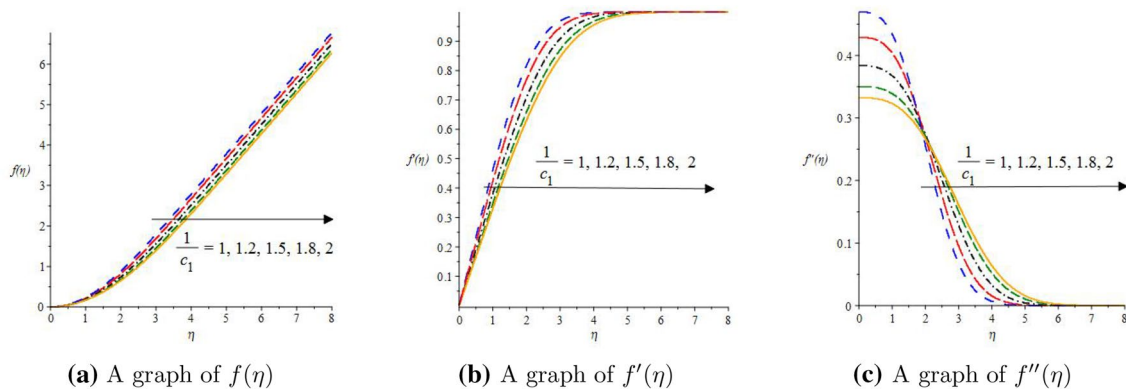 f(η)
6
5
4
3
2
1
0
0 1 2 3 4 5 6 7 8
η
1/c₁ = 1, 1.2, 1.5, 1.8, 2
(a) A graph of f(η)
f'(η)
0.9
0.8
0.7
0.6
0.5
0.4
0.3
0.2
0.1
0 1 2 3 4 5 6 7 8
η
1/c₁ = 1, 1.2, 1.5, 1.8, 2
(b) A graph of f′(η)
f''(η)
0.4
0.3
0.2
0.1
0
0 1 2 3 4 5 6 7 8
η
1/c₁ = 1, 1.2, 1.5, 1.8, 2
(c) A graph of f″(η)